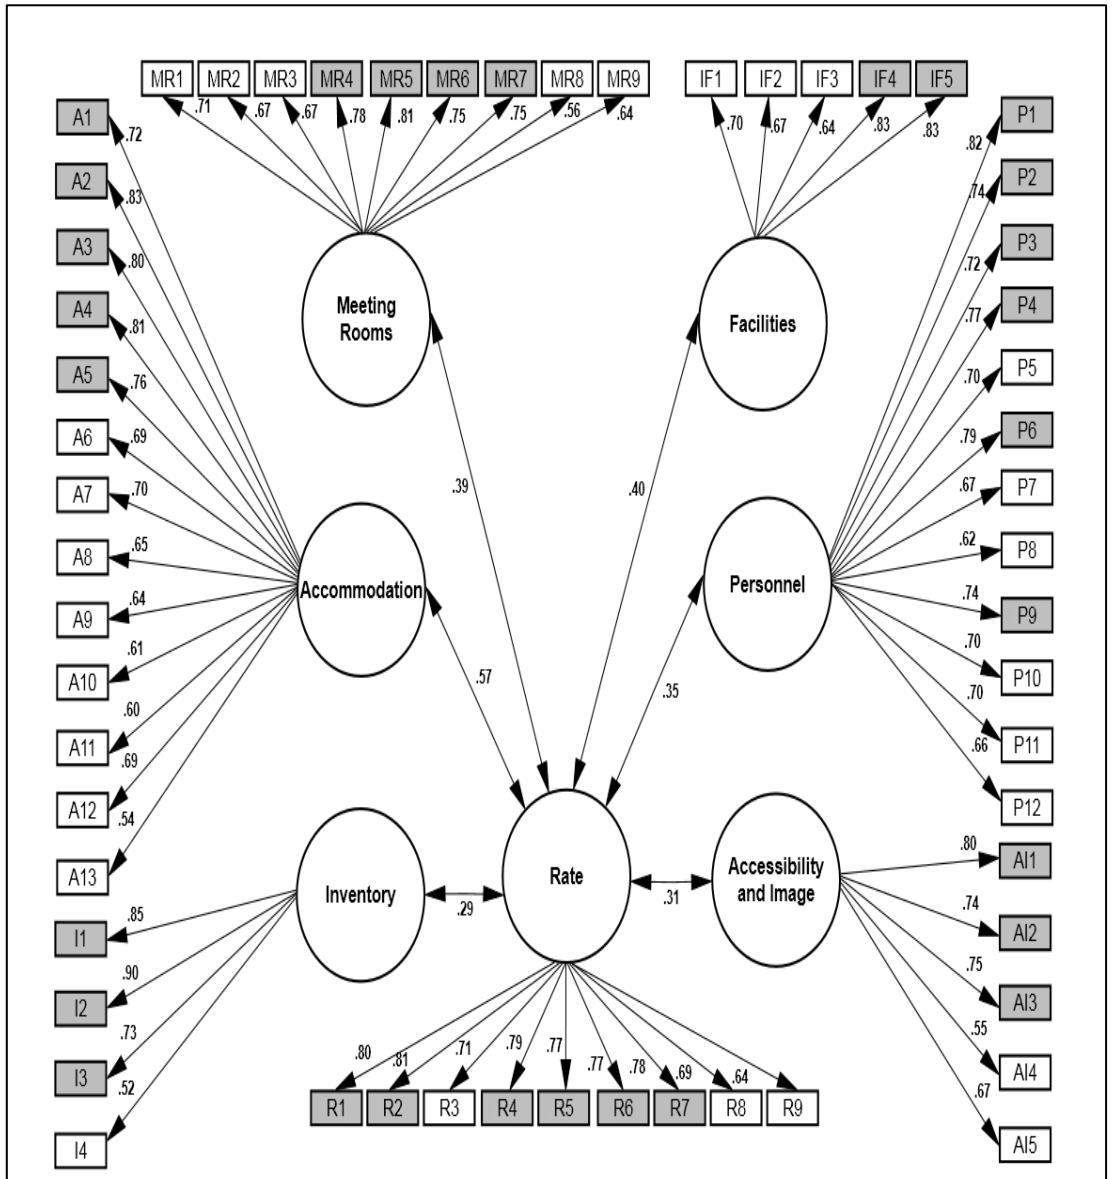 MR1 MR2 MR3 MR4 MR5 MR6 MR7 MR8 MR9
.71 .67 .67 .78 .81 .75 .75 .56 .64
IF1 IF2 IF3 IF4 IF5
.70 .67 .64 .83 .83
A1
.72
A2
.83
A3
.80
A4
.81
A5
.76
A6
.69
A7
.70
A8
.65
A9
.64
A10
.61
A11
.60
A12
.69
A13
.54
I1
.85
I2
.90
I3
.73
I4
.52
Meeting
Rooms
Facilities
Accommodation
Personnel
Inventory
Rate
Accessibility
and Image
.39
.40
.57
.35
.29
.31
P1
.82
P2
.74
P3
.72
P4
.77
P5
.70
P6
.79
P7
.67
P8
.62
P9
.74
P10
.70
P11
.70
P12
.66
AI1
.80
AI2
.74
AI3
.75
AI4
.55
AI5
.67
.80 .81 .71 .79 .77 .77 .78 .69 .64
R1 R2 R3 R4 R5 R6 R7 R8 R9